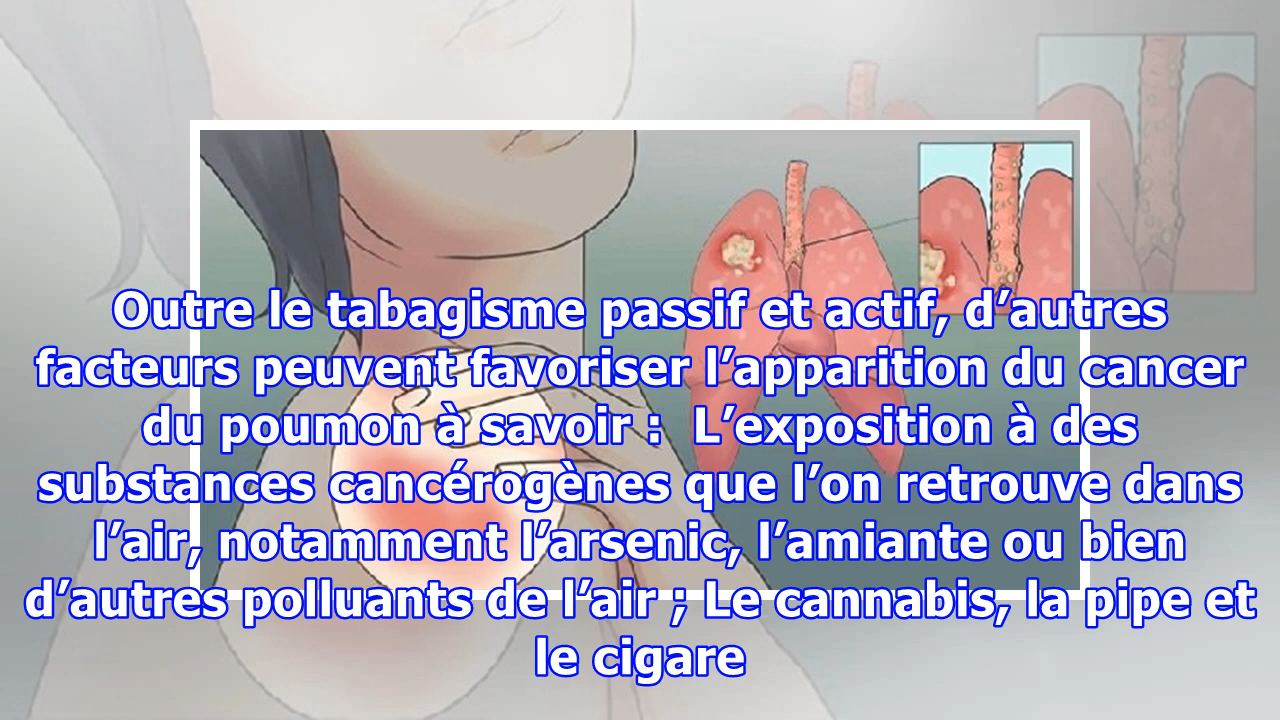 Outre le tabagisme passif et actif, d’autres
facteurs peuvent favoriser l’apparition du cancer
du poumon à savoir :  L’exposition à des
substances cancérogènes que l’on retrouve dans
l’air, notamment l’arsenic, l’amiante ou bien
d’autres polluants de l’air ; Le cannabis, la pipe et
le cigare